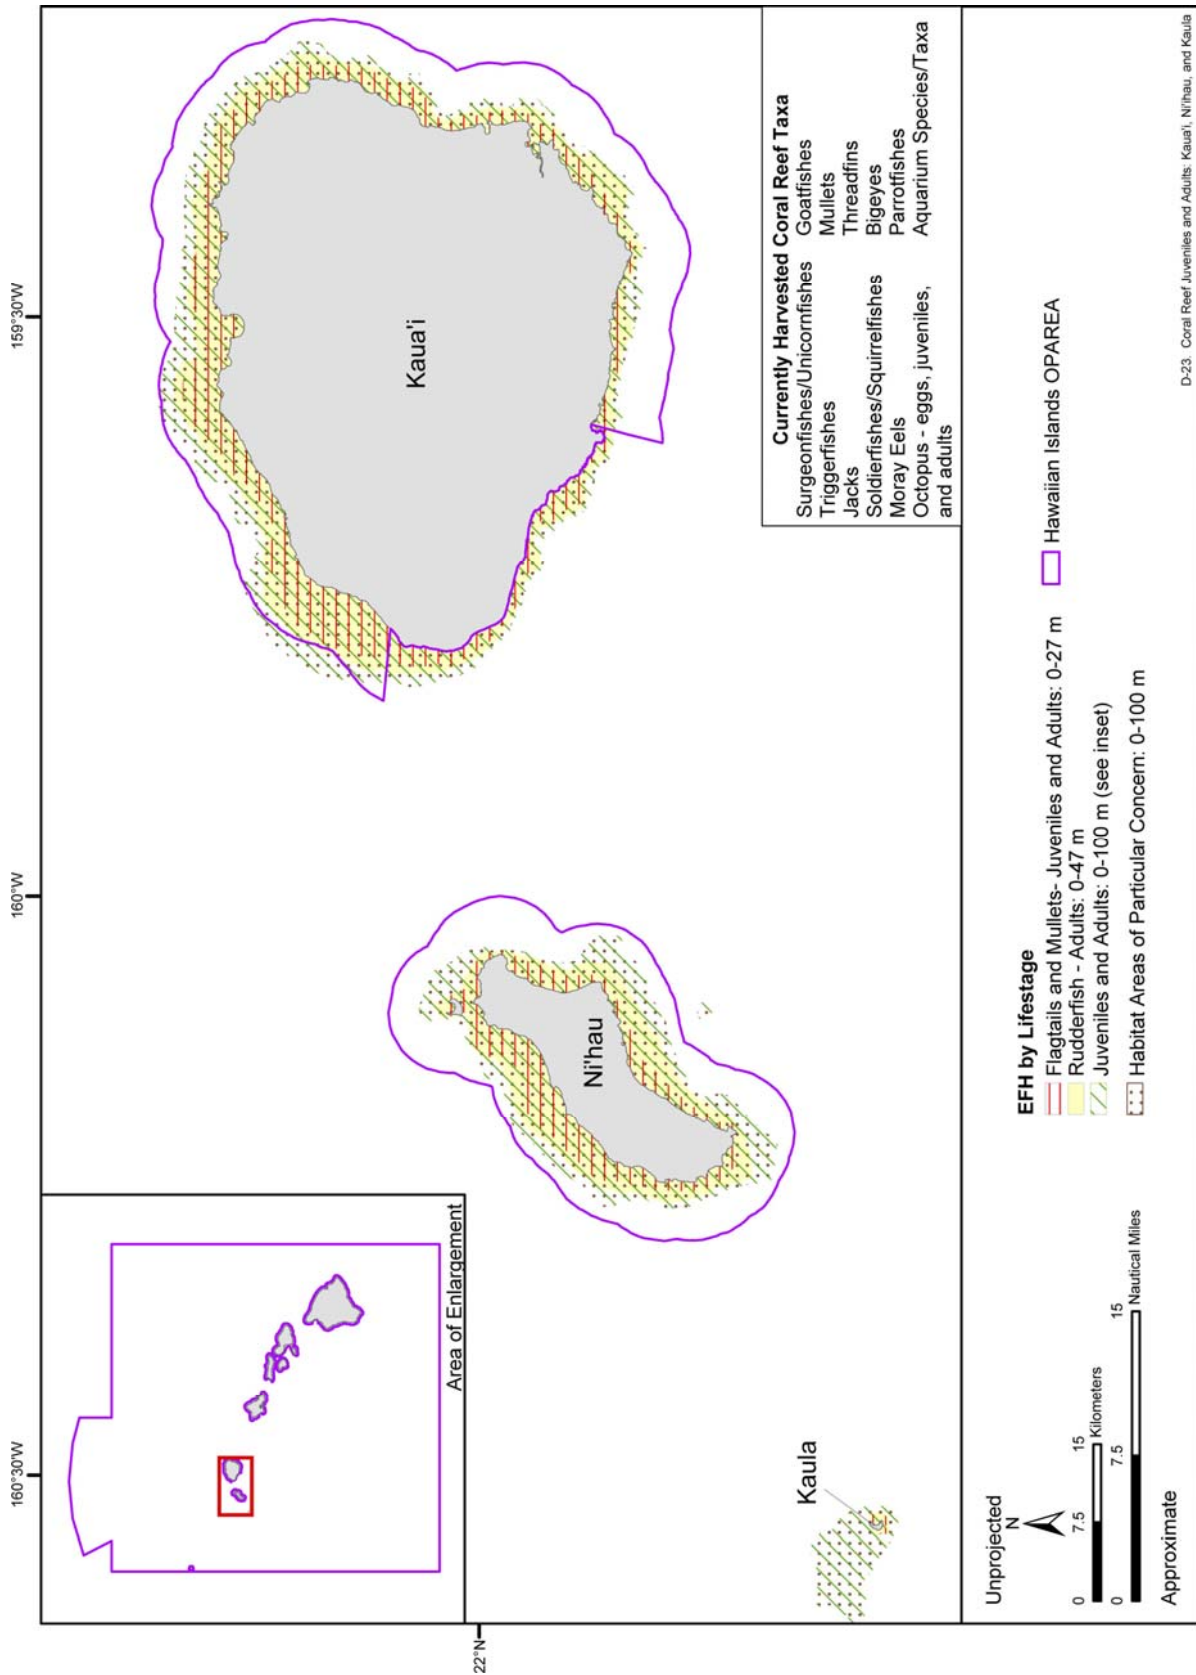 160°30'W
160°W
159°30'W
22°N
Area of Enlargement
Kaua'i
Ni'ihau
Kaula
Currently Harvested Coral Reef Taxa
Surgeonfishes/Unicornfishes
Triggerfishes
Jacks
Soldierfishes/Squirrelfishes
Moray Eels
Octopus - eggs, juveniles,
and adults
Goatfishes
Mullets
Threadfins
Bigeyes
Parrotfishes
Aquarium Species/Taxa
Unprojected
N
0 7.5 15
Kilometers
0 7.5 15
Nautical Miles
Approximate
EFH by Lifestage
Flagtails and Mullets- Juveniles and Adults: 0-27 m
Rudderfish - Adults: 0-47 m
Juveniles and Adults: 0-100 m (see inset)
Habitat Areas of Particular Concern: 0-100 m
Hawaiian Islands OPAREA
D-23. Coral Reef Juveniles and Adults: Kaua'i, Ni'ihau, and Kaula